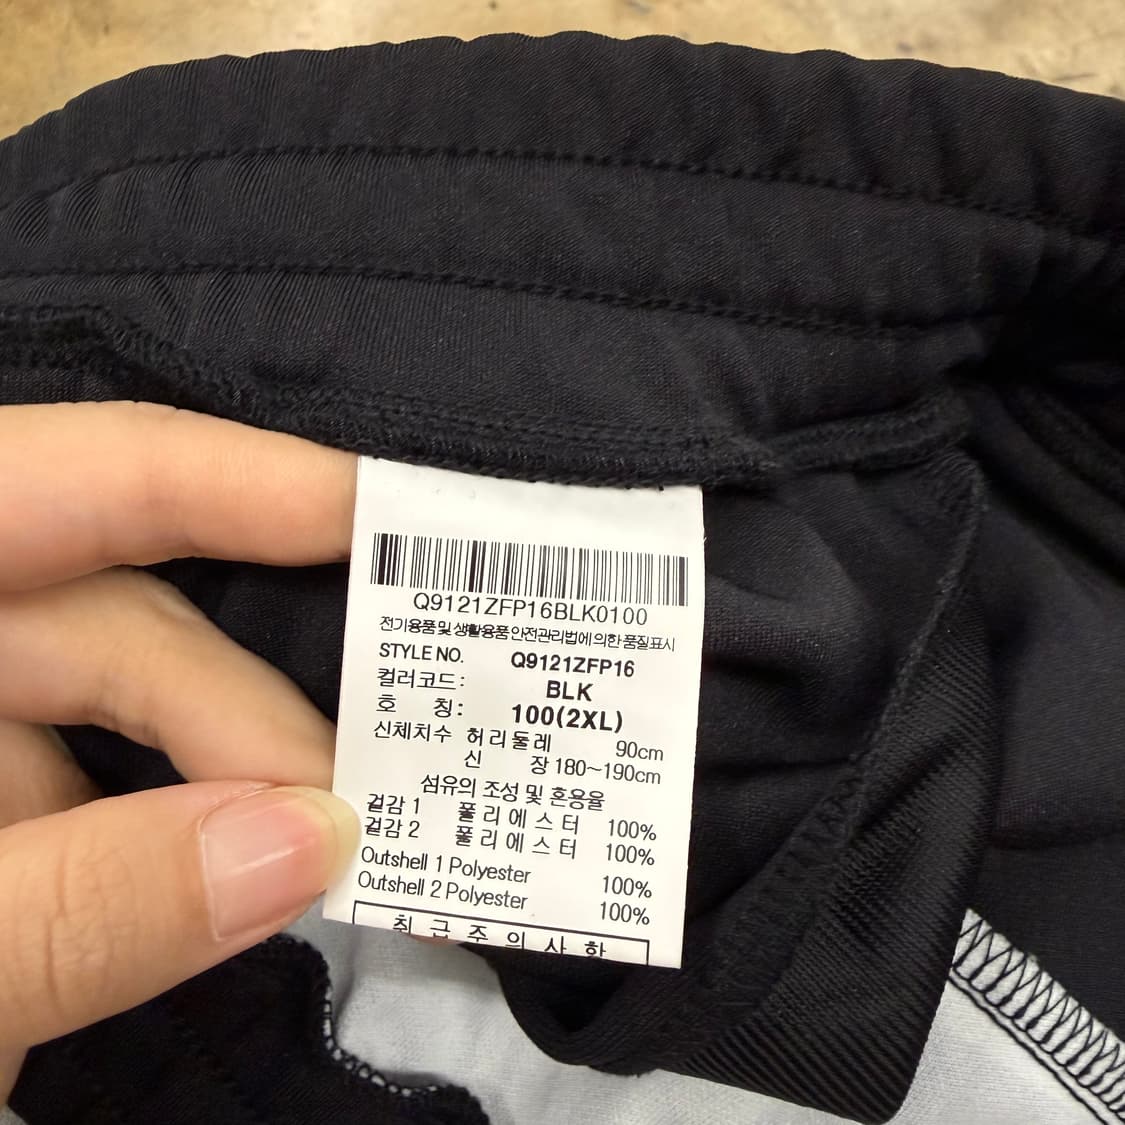 Q9121ZFP16BLK0100
전기용품 및 생활용품 안전관리법에 의한 품질표시
STYLE NO. Q9121ZFP16
컬러코드: BLK
호 칭: 100(2XL)
신체치수 허리둘레 90cm
신 장 180~190cm
섬유의 조성 및 혼용율
겉감 1 폴리에스터 100%
겉감 2 폴리에스터 100%
Outshell 1 Polyester 100%
Outshell 2 Polyester 100%
취급주의사항